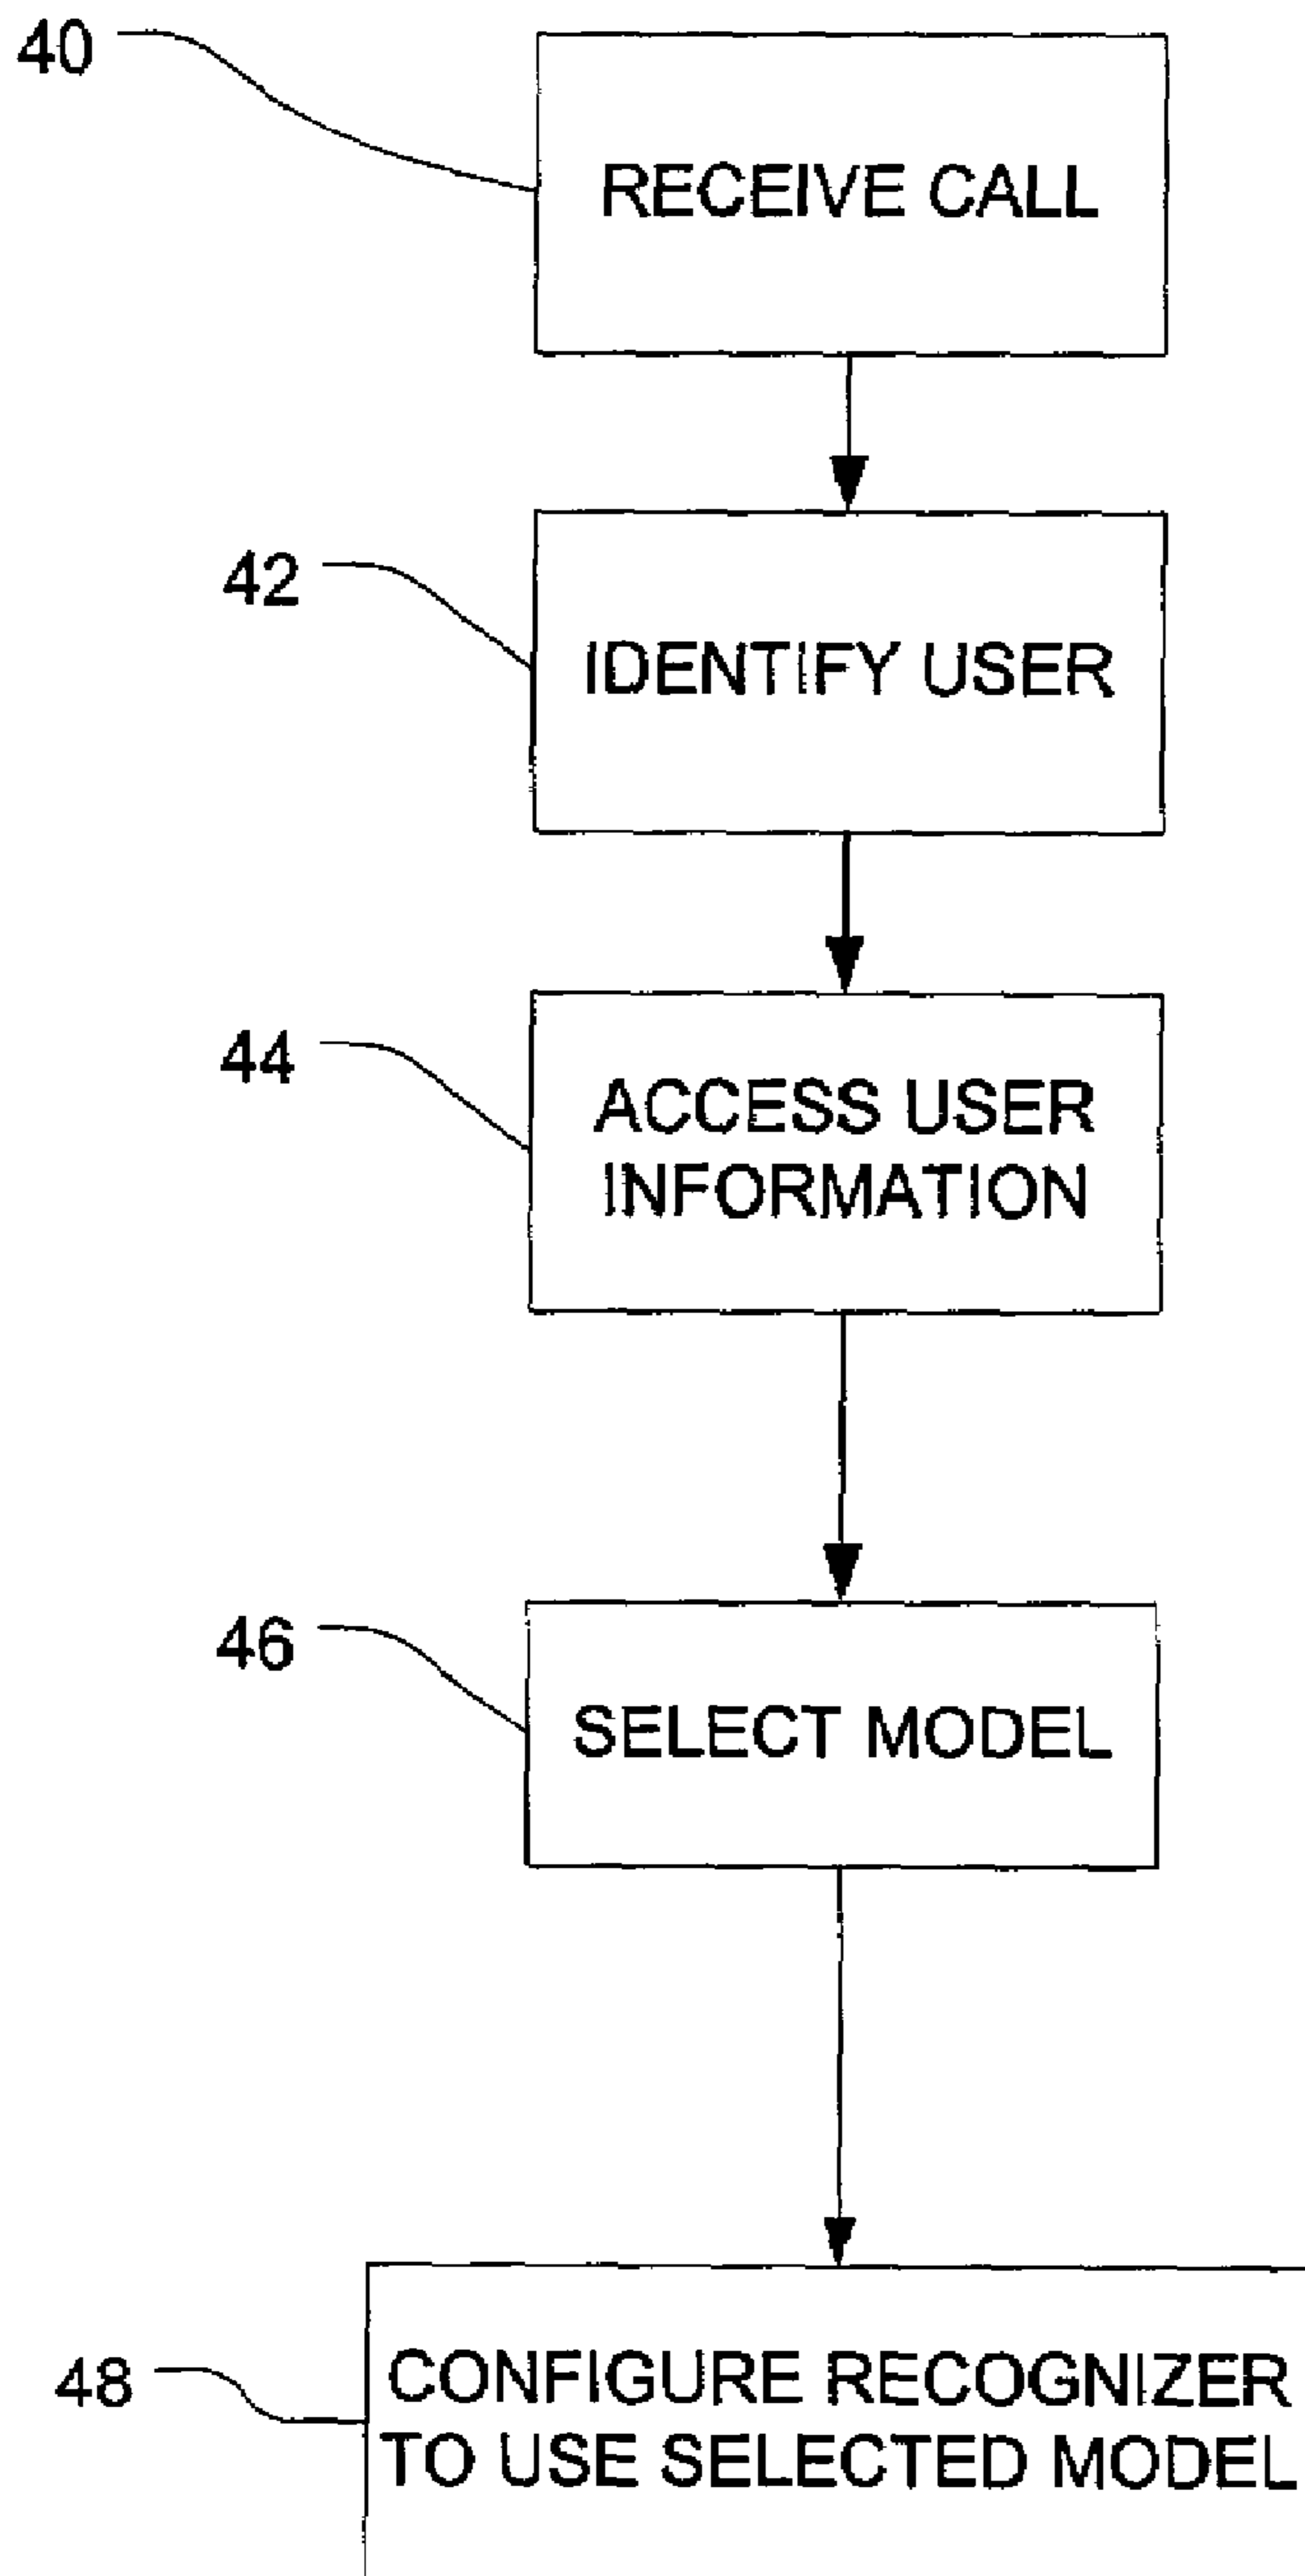 40
RECEIVE CALL
42
IDENTIFY USER
44
ACCESS USER
INFORMATION
46
SELECT MODEL
48
CONFIGURE RECOGNIZER
TO USE SELECTED MODEL